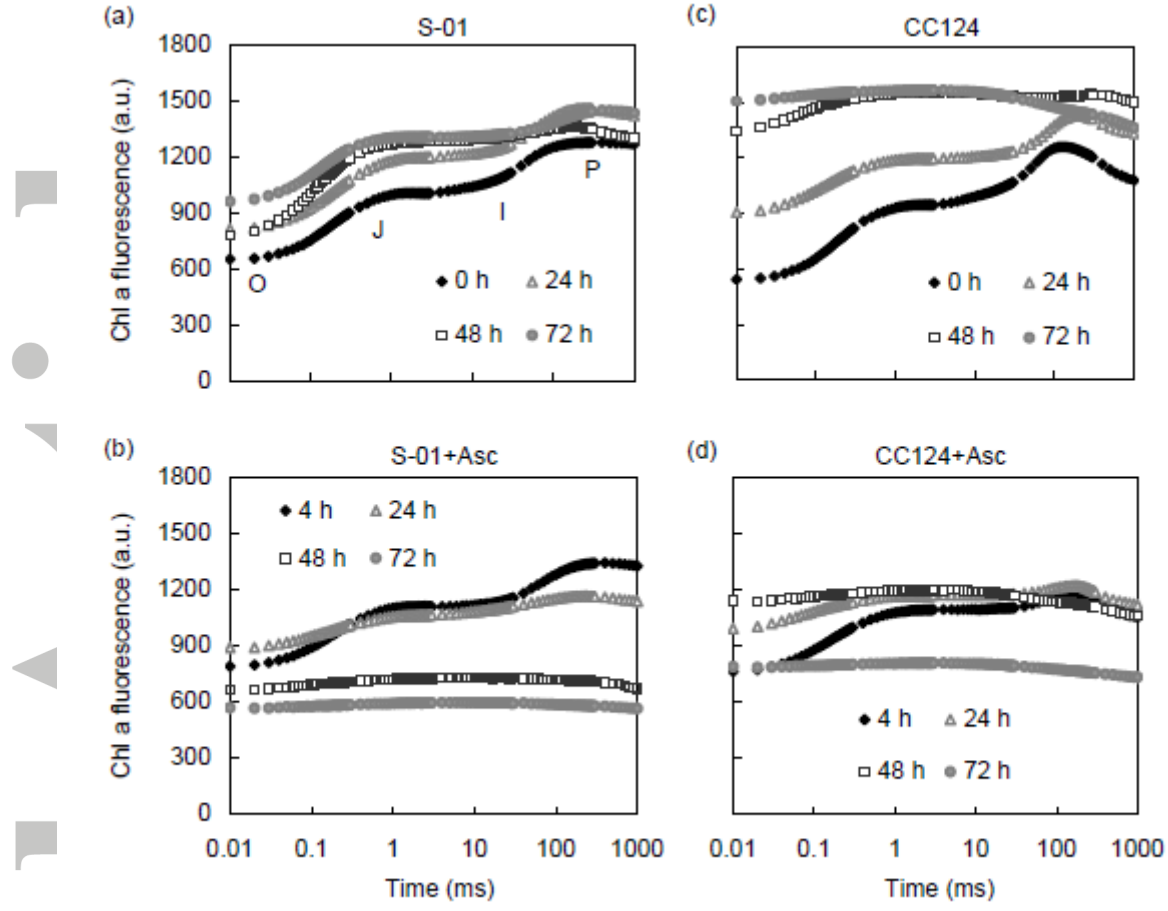 (a) S-01
Chl a fluorescence (a.u.)
1800
1500
1200
900
600
300
0
O
J
I
P
0 h 24 h
48 h 72 h
(c) CC124
0 h 24 h
48 h 72 h
(b) S-01+Asc
Chl a fluorescence (a.u.)
1800
1500
1200
900
600
300
0
4 h 24 h
48 h 72 h
0.01 0.1 1 10 100 1000
Time (ms)
(d) CC124+Asc
4 h 24 h
48 h 72 h
0.01 0.1 1 10 100 1000
Time (ms)